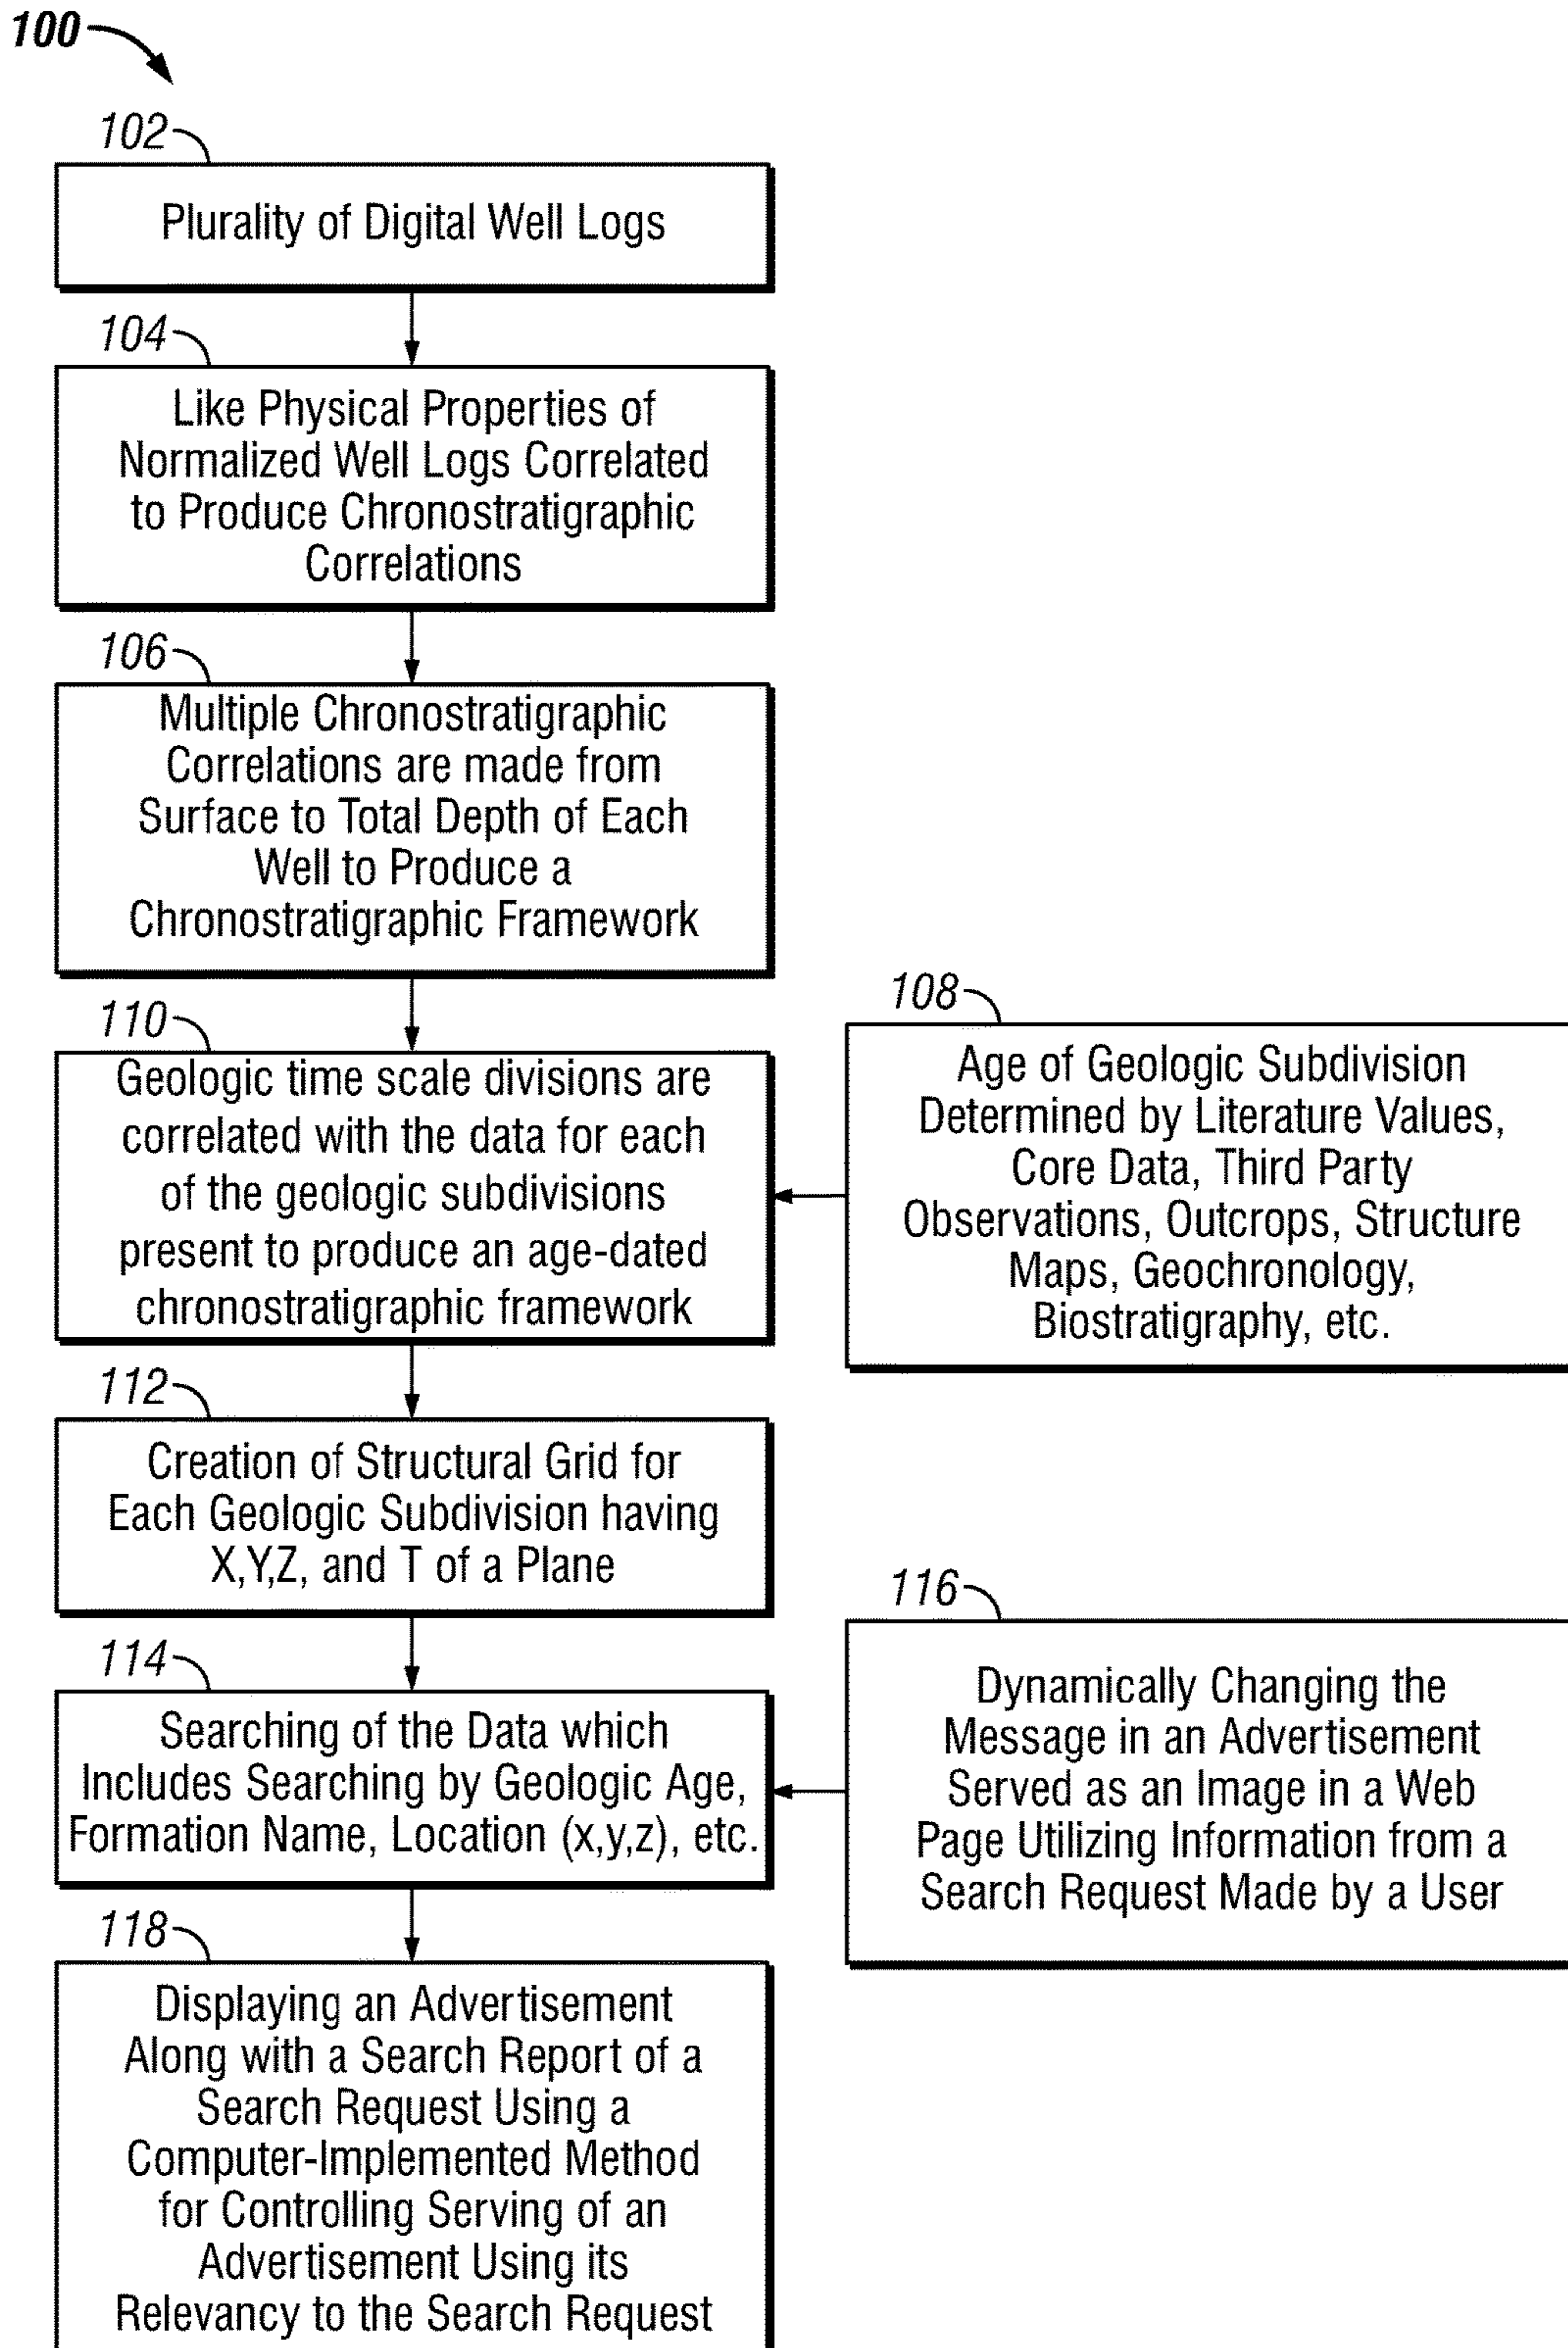 100
102
Plurality of Digital Well Logs
104
Like Physical Properties of
Normalized Well Logs Correlated
to Produce Chronostratigraphic
Correlations
106
Multiple Chronostratigraphic
Correlations are made from
Surface to Total Depth of Each
Well to Produce a
Chronostratigraphic Framework
110
Geologic time scale divisions are
correlated with the data for each
of the geologic subdivisions
present to produce an age-dated
chronostratigraphic framework
108
Age of Geologic Subdivision
Determined by Literature Values,
Core Data, Third Party
Observations, Outcrops, Structure
Maps, Geochronology,
Biostratigraphy, etc.
112
Creation of Structural Grid for
Each Geologic Subdivision having
X,Y,Z, and T of a Plane
114
Searching of the Data which
Includes Searching by Geologic Age,
Formation Name, Location (x,y,z), etc.
116
Dynamically Changing the
Message in an Advertisement
Served as an Image in a Web
Page Utilizing Information from a
Search Request Made by a User
118
Displaying an Advertisement
Along with a Search Report of a
Search Request Using a
Computer-Implemented Method
for Controlling Serving of an
Advertisement Using its
Relevancy to the Search Request